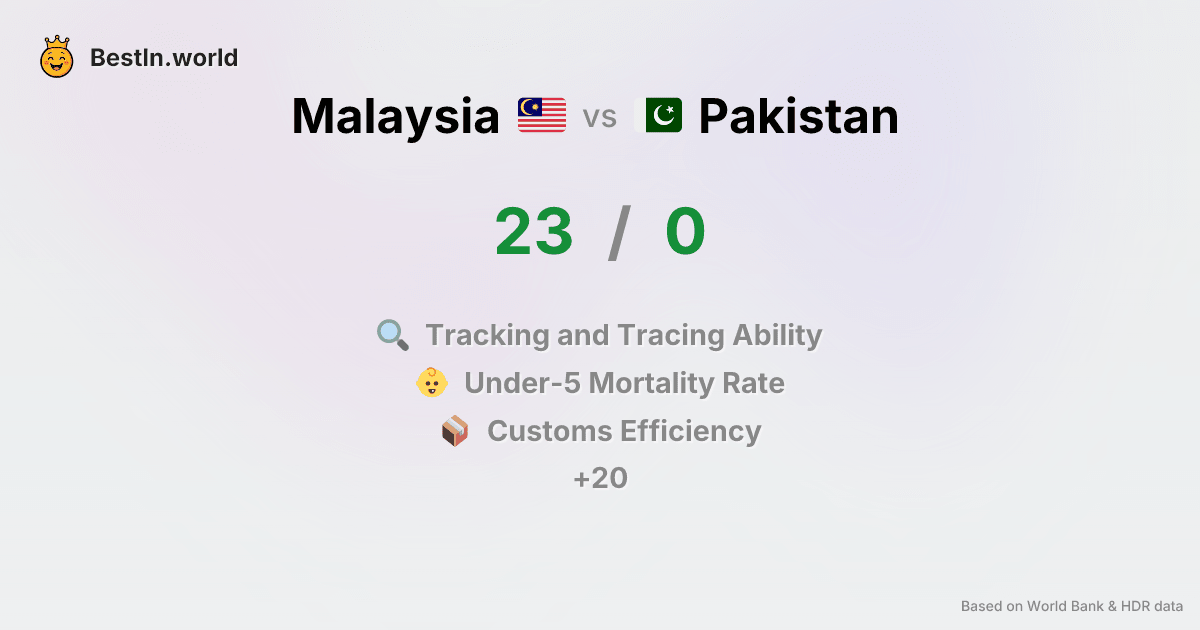 BestIn.world
Malaysia vs Pakistan
23 / 0
Tracking and Tracing Ability
Under-5 Mortality Rate
Customs Efficiency
+20
Based on World Bank & HDR data